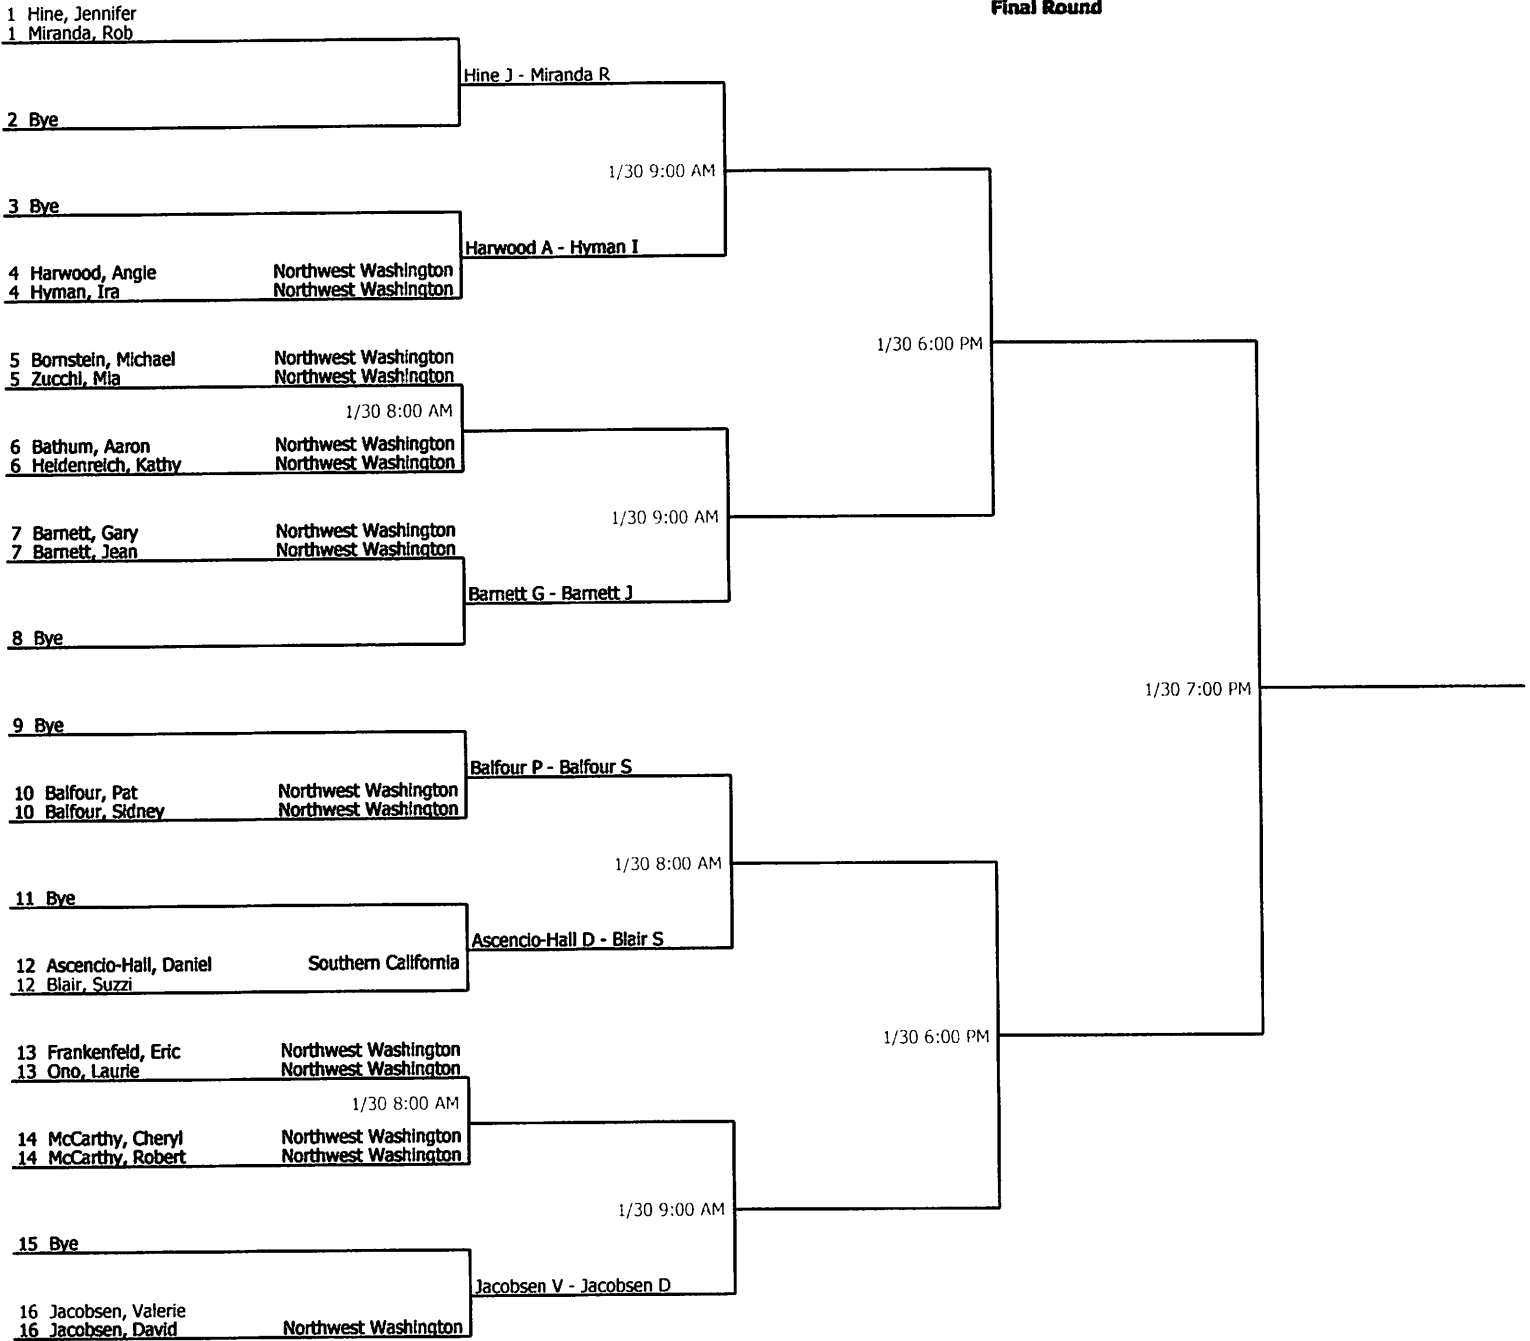 Final Round
1 Hine, Jennifer
1 Miranda, Rob
Hine J - Miranda R
2 Bye
1/30 9:00 AM
3 Bye
Harwood A - Hyman I
4 Harwood, Angie Northwest Washington
4 Hyman, Ira Northwest Washington
1/30 6:00 PM
5 Bornstein, Michael Northwest Washington
5 Zucchi, Mia Northwest Washington
1/30 8:00 AM
6 Bathum, Aaron Northwest Washington
6 Heidenreich, Kathy Northwest Washington
1/30 9:00 AM
7 Barnett, Gary Northwest Washington
7 Barnett, Jean Northwest Washington
Barnett G - Barnett J
8 Bye
1/30 7:00 PM
9 Bye
Balfour P - Balfour S
10 Balfour, Pat Northwest Washington
10 Balfour, Sidney Northwest Washington
1/30 8:00 AM
11 Bye
Ascencio-Hall D - Blair S
12 Ascencio-Hall, Daniel Southern California
12 Blair, Suzzi
1/30 6:00 PM
13 Frankenfeld, Eric Northwest Washington
13 Ono, Laurie Northwest Washington
1/30 8:00 AM
14 McCarthy, Cheryl Northwest Washington
14 McCarthy, Robert Northwest Washington
1/30 9:00 AM
15 Bye
Jacobsen V - Jacobsen D
16 Jacobsen, Valerie
16 Jacobsen, David Northwest Washington